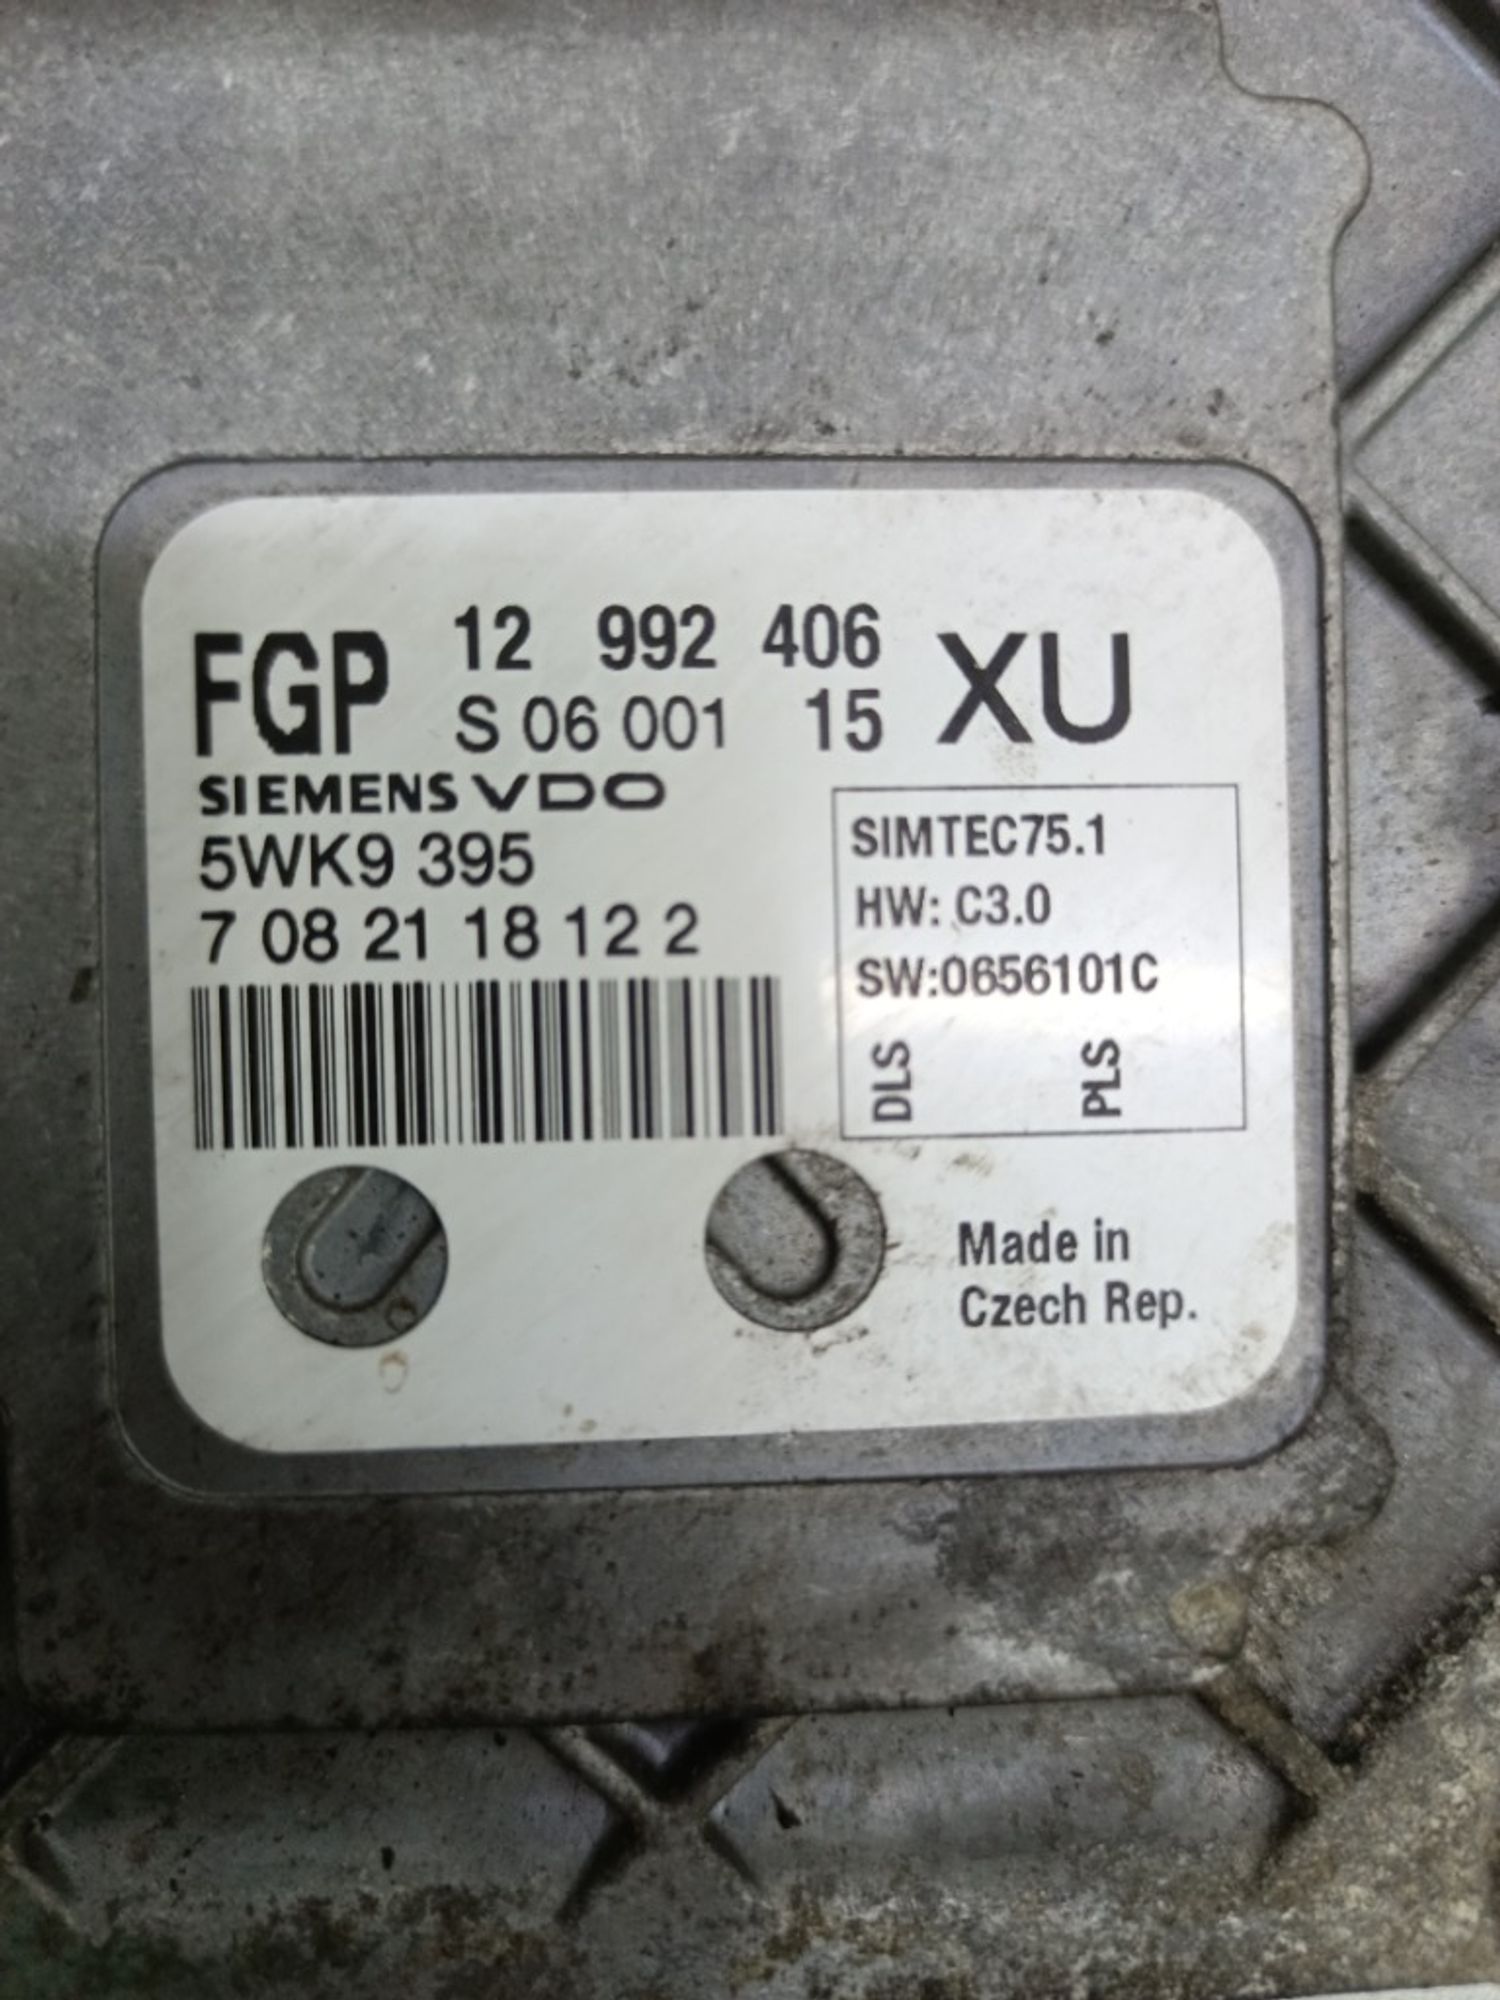 FGP 12 992 406 XU
S 06 001 15
SIEMENS VDO
5WK9 395
7 08 21 18 12 2
SIMTEC75.1
HW: C3.0
SW:0656101C
DLS PLS
Made in
Czech Rep.